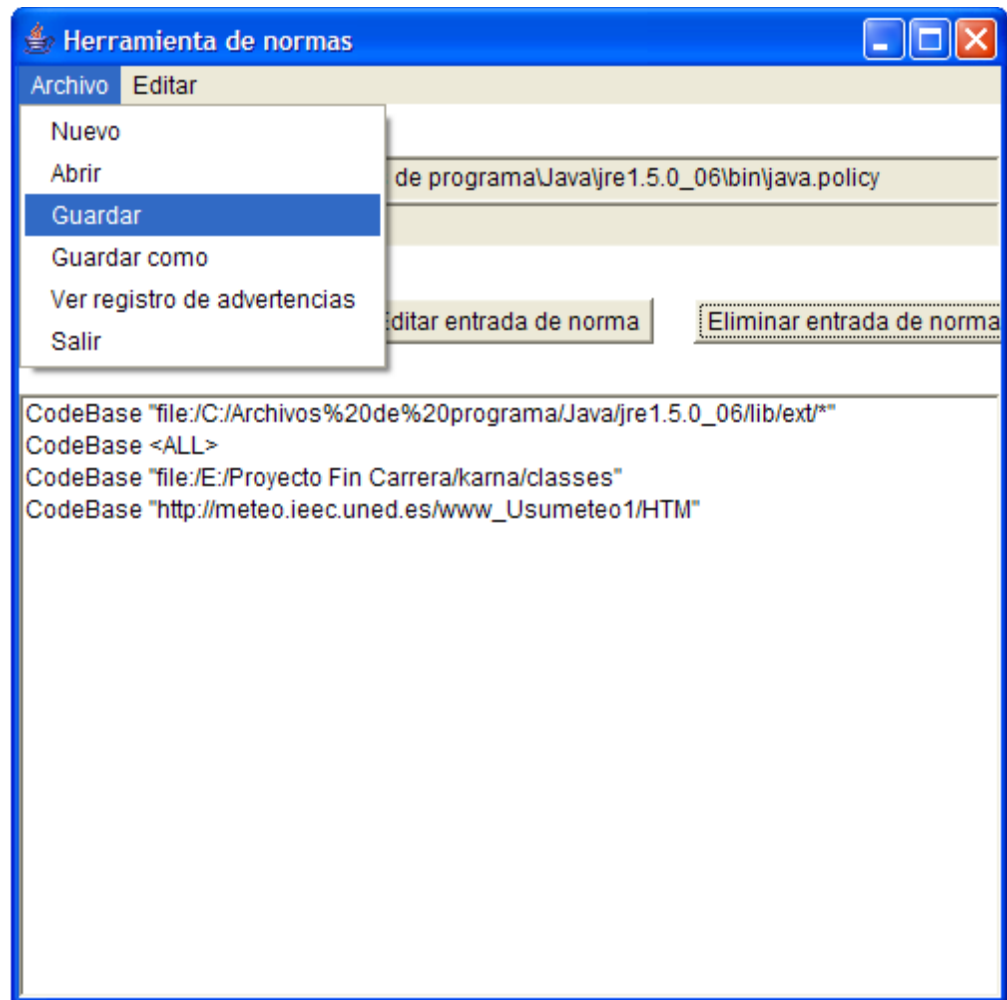 Herramienta de normas
Archivo Editar
Nuevo
Abrir
de programa\Java\jre1.5.0_06\bin\java.policy
Guardar
Guardar como
Ver registro de advertencias
Editar entrada de norma Eliminar entrada de norma
Salir
CodeBase "file:/C:/Archivos%20de%20programa/Java/jre1.5.0_06/lib/ext/*"
CodeBase <ALL>
CodeBase "file:/E:/Proyecto Fin Carrera/karna/classes"
CodeBase "http://meteo.ieec.uned.es/www_Usumeteo1/HTM"